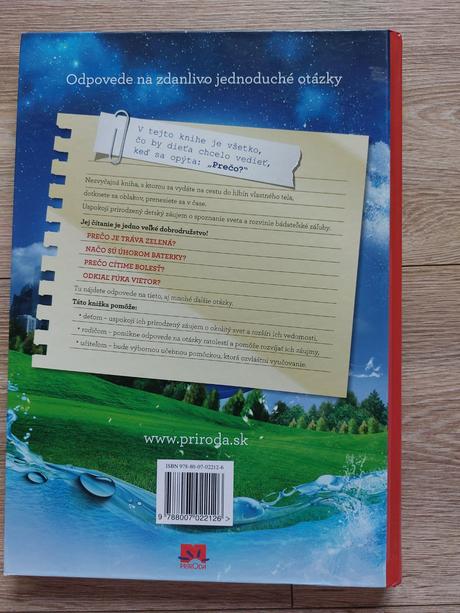 Odpovede na zdanlivo jednoduché otázky
V tejto knihe je všetko,
čo by dieťa chcelo vedieť,
keď sa opýta: „Prečo?“
Nezvyčajná kniha, s ktorou sa vydáte na cestu do hĺbín vlastného tela,
dotknete sa oblakov, prenesiete sa v čase.
Uspokojí prirodzený detský záujem o spoznanie sveta a rozvinie bádateľské záľuby.
Jej čítanie je jedno veľké dobrodružstvo!
PREČO JE TRÁVA ZELENÁ?
NAČO SÚ ÚHOROM BATERKY?
PREČO CÍTIME BOLESŤ?
ODKIAĽ FÚKA VIETOR?
Tu nájdete odpovede na tieto, aj mnohé ďalšie otázky.
Táto knižka pomôže:
• deťom – uspokojí ich prirodzený záujem o okolitý svet a rozšíri ich vedomosti,
• rodičom – ponúkne odpovede na otázky ratolestí a pomôže rozvíjať ich záujmy,
• učiteľom – bude výbornou učebnou pomôckou, ktorá ozvláštni vyučovanie.
www.priroda.sk
ISBN 978-80-07-02212-6
9 788007 022126 >
PRÍRODA